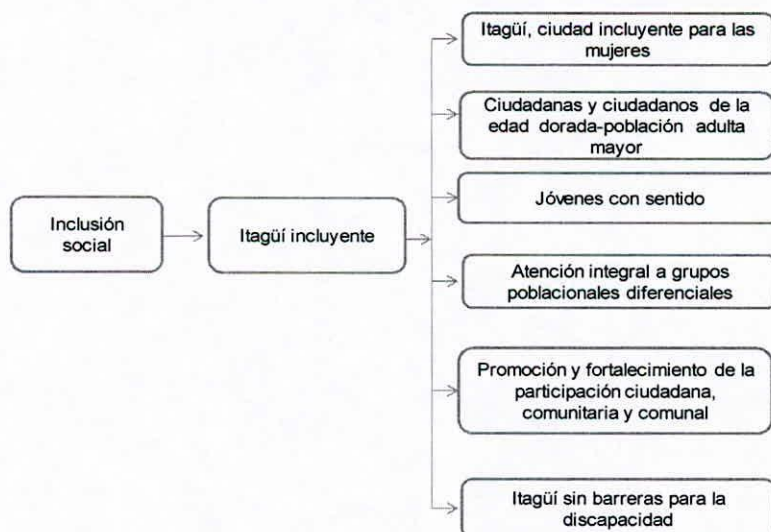 Inclusión
social
Itagüí incluyente
Itagüí, ciudad incluyente para las
mujeres
Ciudadanas y ciudadanos de la
edad dorada-población adulta
mayor
Jóvenes con sentido
Atención integral a grupos
poblacionales diferenciales
Promoción y fortalecimiento de la
participación ciudadana,
comunitaria y comunal
Itagüí sin barreras para la
discapacidad